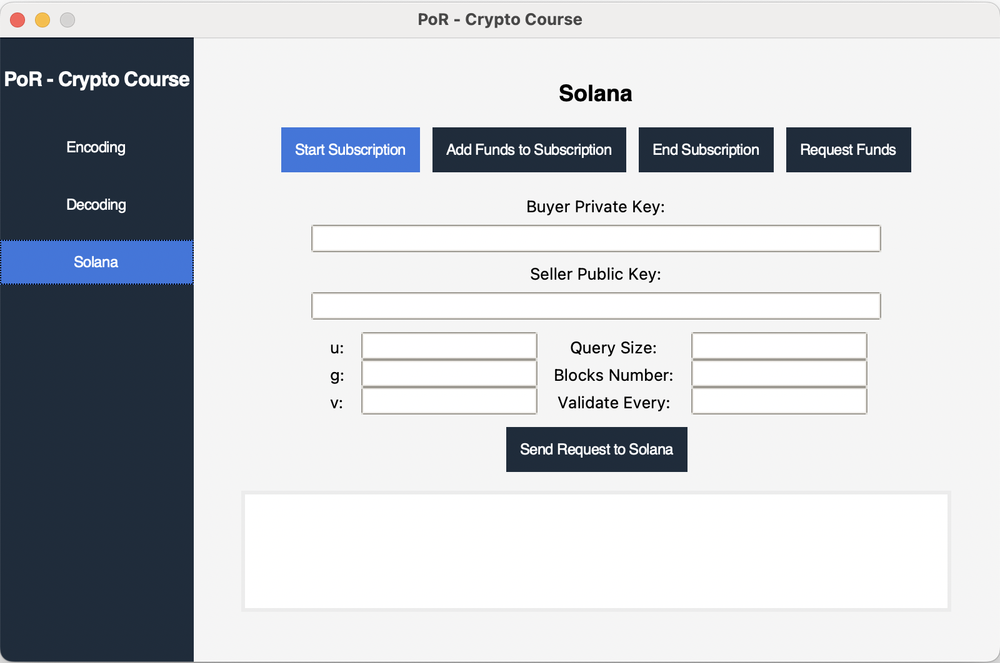 PoR - Crypto Course
PoR - Crypto Course
Encoding
Decoding
Solana
Solana
Start Subscription
Add Funds to Subscription
End Subscription
Request Funds
Buyer Private Key:
Seller Public Key:
u:
Query Size:
g:
Blocks Number:
v:
Validate Every:
Send Request to Solana